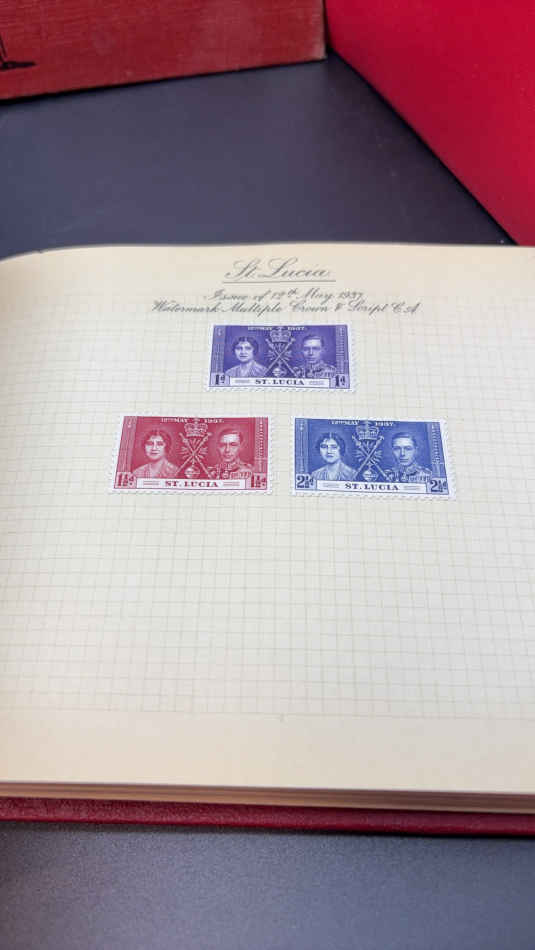 St. Lucia.
Issue of 12th May 1937
Watermark Multiple Crown & Script C.A
12TH MAY 1937.
1d ST. LUCIA 1d
12TH MAY 1937.
1½d ST. LUCIA 1½d
12TH MAY 1937.
2½d ST. LUCIA 2½d